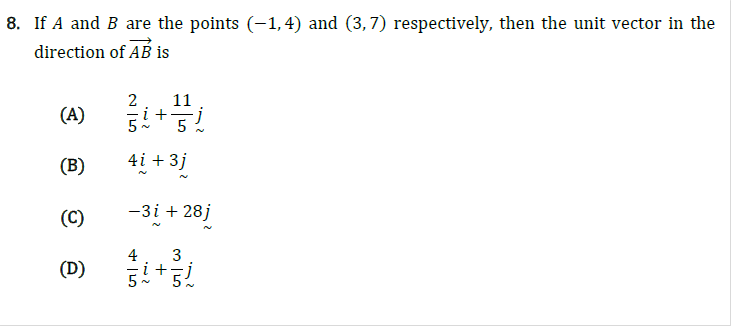 8. If A and B are the points (−1, 4) and (3, 7) respectively, then the unit vector in the
direction of \overrightarrow{AB} is
(A) \frac{2}{5}\underset{\sim}{i} + \frac{11}{5}\underset{\sim}{j}
(B) 4\underset{\sim}{i} + 3\underset{\sim}{j}
(C) −3\underset{\sim}{i} + 28\underset{\sim}{j}
(D) \frac{4}{5}\underset{\sim}{i} + \frac{3}{5}\underset{\sim}{j}